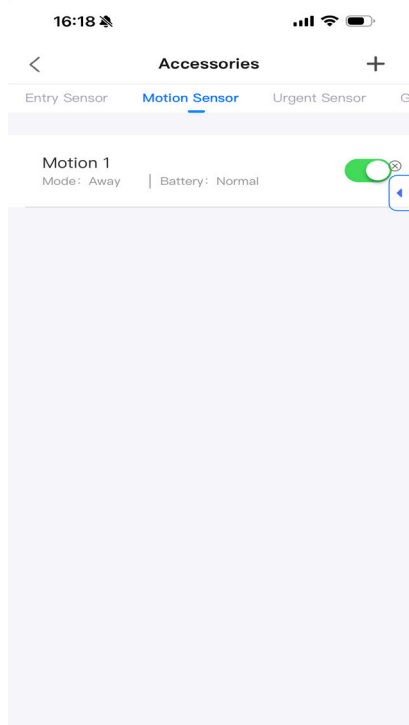 16:18
Accessories
Entry Sensor Motion Sensor Urgent Sensor G
Motion 1
Mode: Away | Battery: Normal